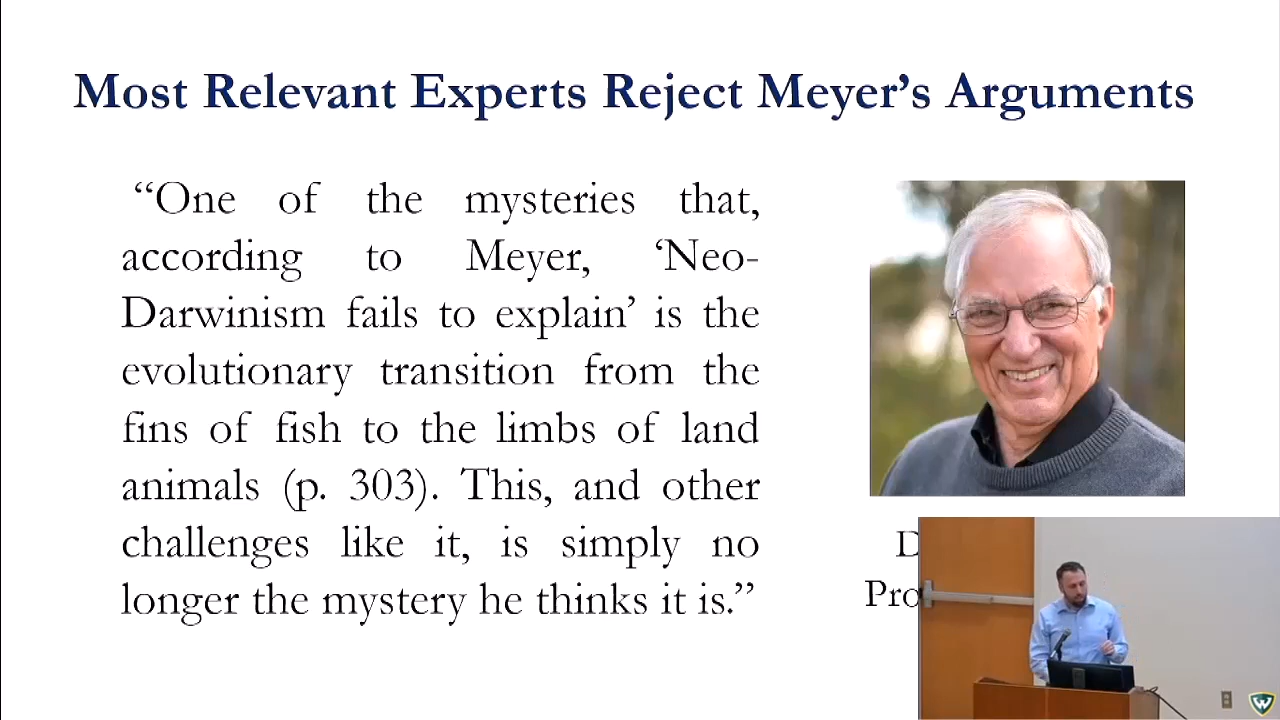 Most Relevant Experts Reject Meyer’s Arguments
“One of the mysteries that,
according to Meyer, ‘Neo-
Darwinism fails to explain’ is the
evolutionary transition from the
fins of fish to the limbs of land
animals (p. 303). This, and other
challenges like it, is simply no
longer the mystery he thinks it is.”